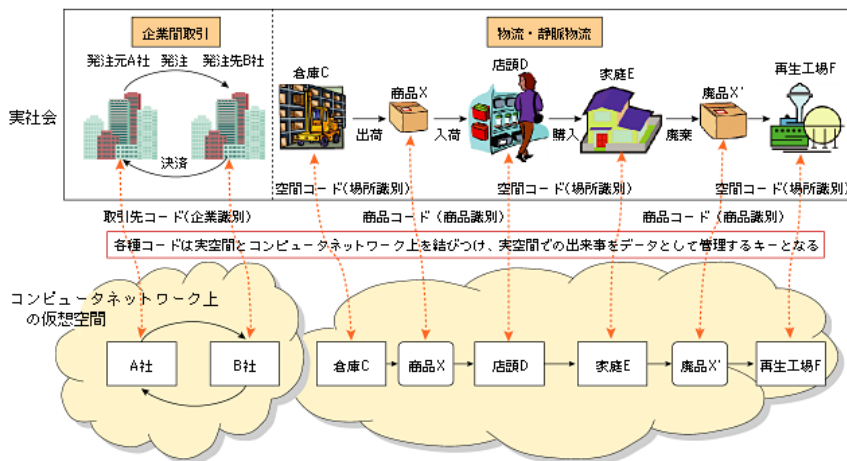 企業間取引
物流・静脈物流
発注元A社
発注
発注先B社
決済
実社会
倉庫C
出荷
商品X
入荷
店頭D
購入
家庭E
廃棄
廃品X'
再生工場F
空間コード(場所識別)
空間コード(場所識別)
空間コード(場所識別)
取引先コード(企業識別)
商品コード(商品識別)
商品コード(商品識別)
各種コードは実空間とコンピュータネットワーク上を結びつけ、実空間での出来事をデータとして管理するキーとなる
コンピュータネットワーク上
の仮想空間
A社
B社
倉庫C
商品X
店頭D
家庭E
廃品X'
再生工場F